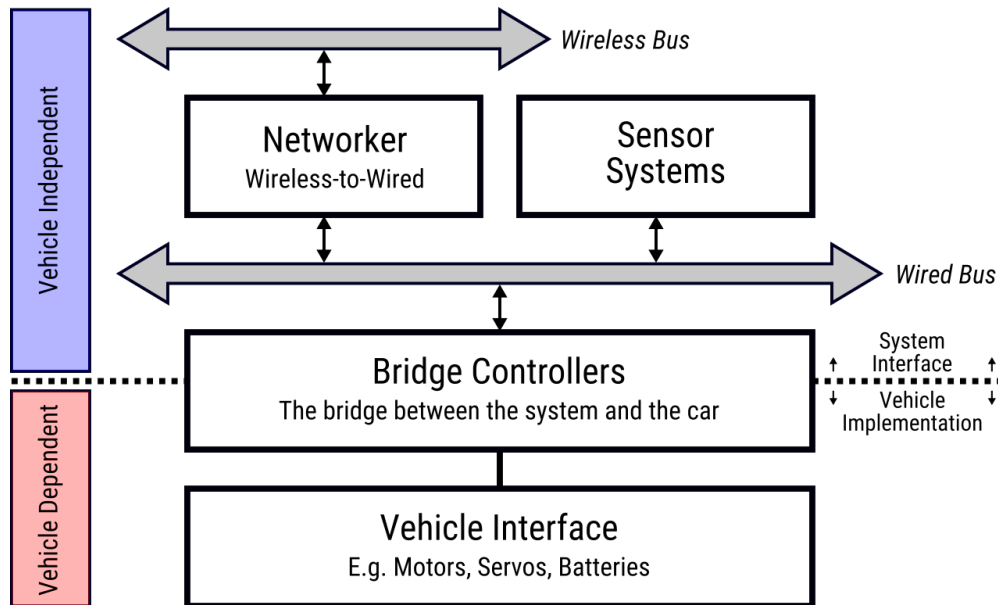 Wireless Bus
Vehicle Independent
Networker
Wireless-to-Wired
Sensor
Systems
Wired Bus
Bridge Controllers
The bridge between the system and the car
System
Interface
Vehicle
Implementation
Vehicle Dependent
Vehicle Interface
E.g. Motors, Servos, Batteries